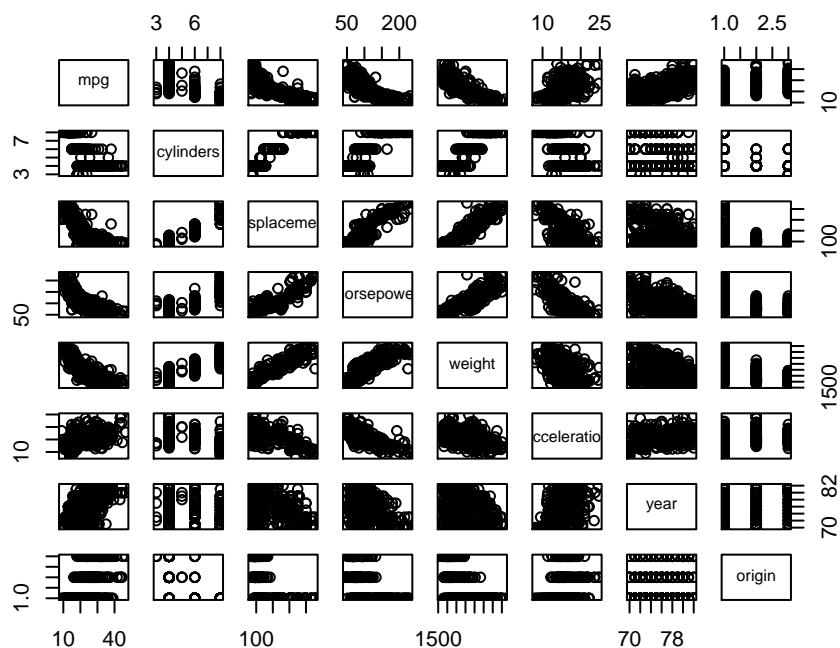 3 6 50 200 10 25 1.0 2.5
mpg 10
3 7 cylinders
splaceme 100
50 orsepowe
weight 1500
10 cceleratio
year 70 82
1.0 origin
10 40 100 1500 70 78